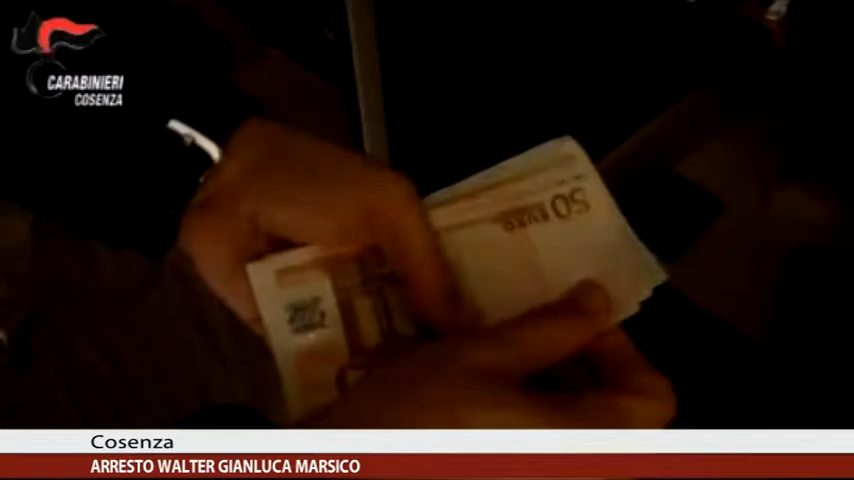 CARABINIERI
COSENZA
50 EURO
Cosenza
ARRESTO WALTER GIANLUCA MARSICO